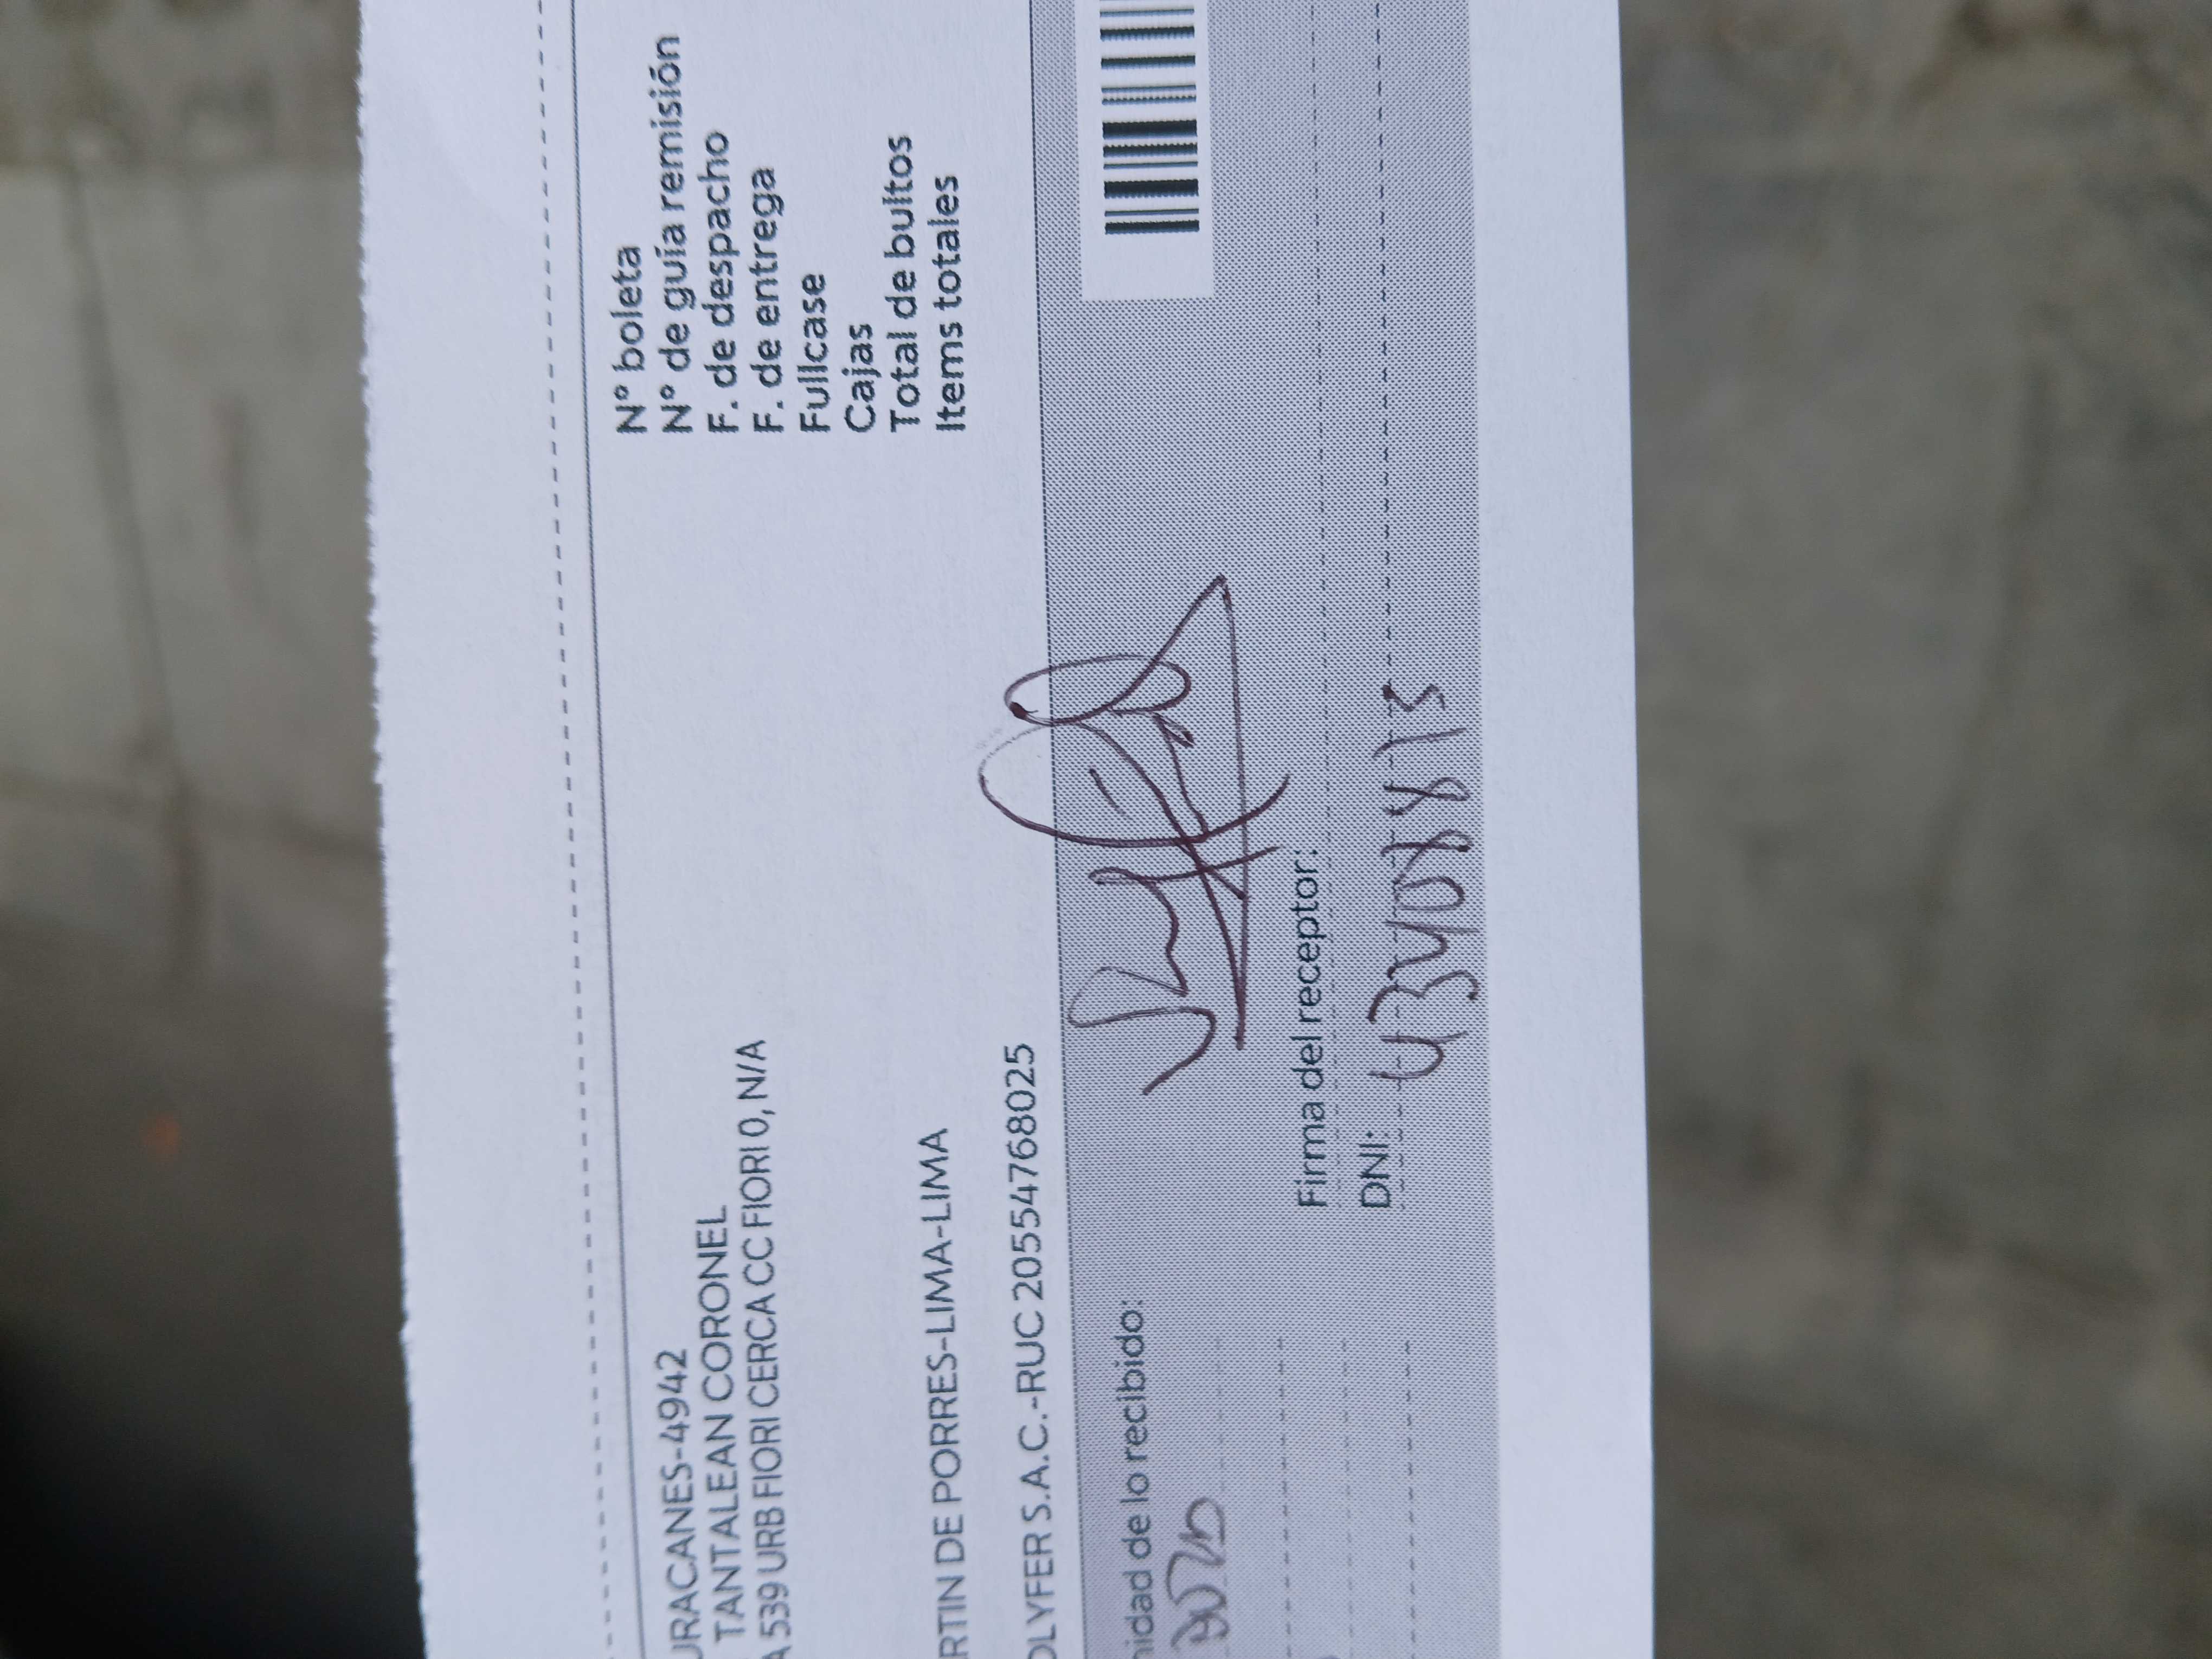 URACANES-4942
TANTALEAN CORONEL
A 539 URB FIORI CERCA CC FIORI 0, N/A
RTIN DE PORRES-LIMA-LIMA
OLYFER S.A.C.-RUC 20554768025
N° boleta
N° de guía remisión
F. de despacho
F. de entrega
Fullcase
Cajas
Total de bultos
Items totales
nidad de lo recibido:
Firma del receptor:
DNI: 43408813